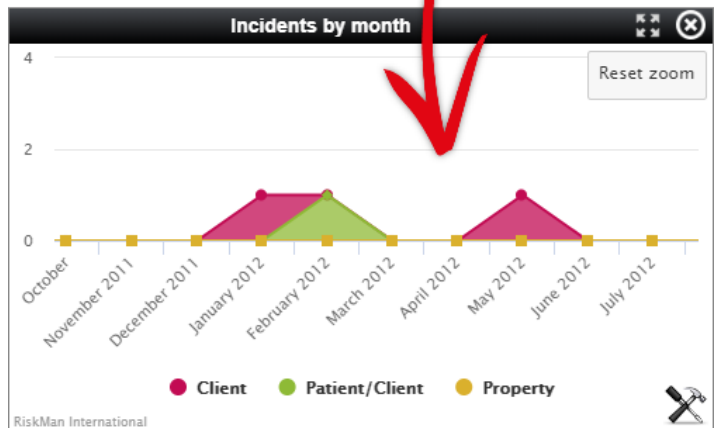 Incidents by month
Reset zoom
4
2
0
October
November 2011
December 2011
January 2012
February 2012
March 2012
April 2012
May 2012
June 2012
July 2012
Client
Patient/Client
Property
RiskMan International